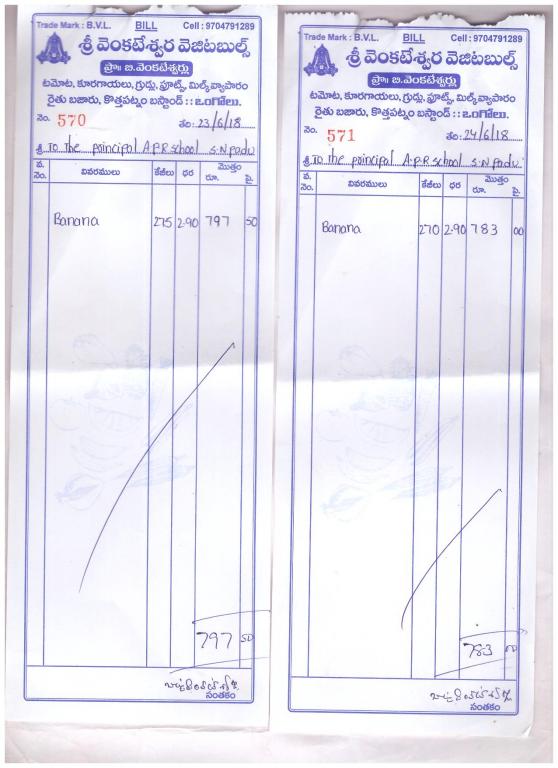 Trade Mark : B.V.L. BILL Cell : 9704791289
శ్రీ వెంకటేశ్వర వెజిటబుల్స్
ప్రొ॥ బి.వెంకటేశ్వర్లు
టమోట, కూరగాయలు, గ్రుడ్లు, ఫ్రూట్స్, మిల్క్ వ్యాపారం
రైతు బజారు, కొత్తపట్నం బస్టాండ్ :: ఒంగోలు.
నెం. 570 తేది: 23/6/18
శ్రీ To the principal A.P.R School S.N Padu
వ. నెం. వివరములు కేజీలు ధర మొత్తం రూ. పై.
Banana 275 2-90 797 50
797 50
సంతకం
Trade Mark : B.V.L. BILL Cell : 9704791289
శ్రీ వెంకటేశ్వర వెజిటబుల్స్
ప్రొ॥ బి.వెంకటేశ్వర్లు
టమోట, కూరగాయలు, గ్రుడ్లు, ఫ్రూట్స్, మిల్క్ వ్యాపారం
రైతు బజారు, కొత్తపట్నం బస్టాండ్ :: ఒంగోలు.
నెం. 571 తేది: 24/6/18
శ్రీ To the principal A.P.R School S.N Padu
వ. నెం. వివరములు కేజీలు ధర మొత్తం రూ. పై.
Banana 270 2-90 783 00
783 00
సంతకం